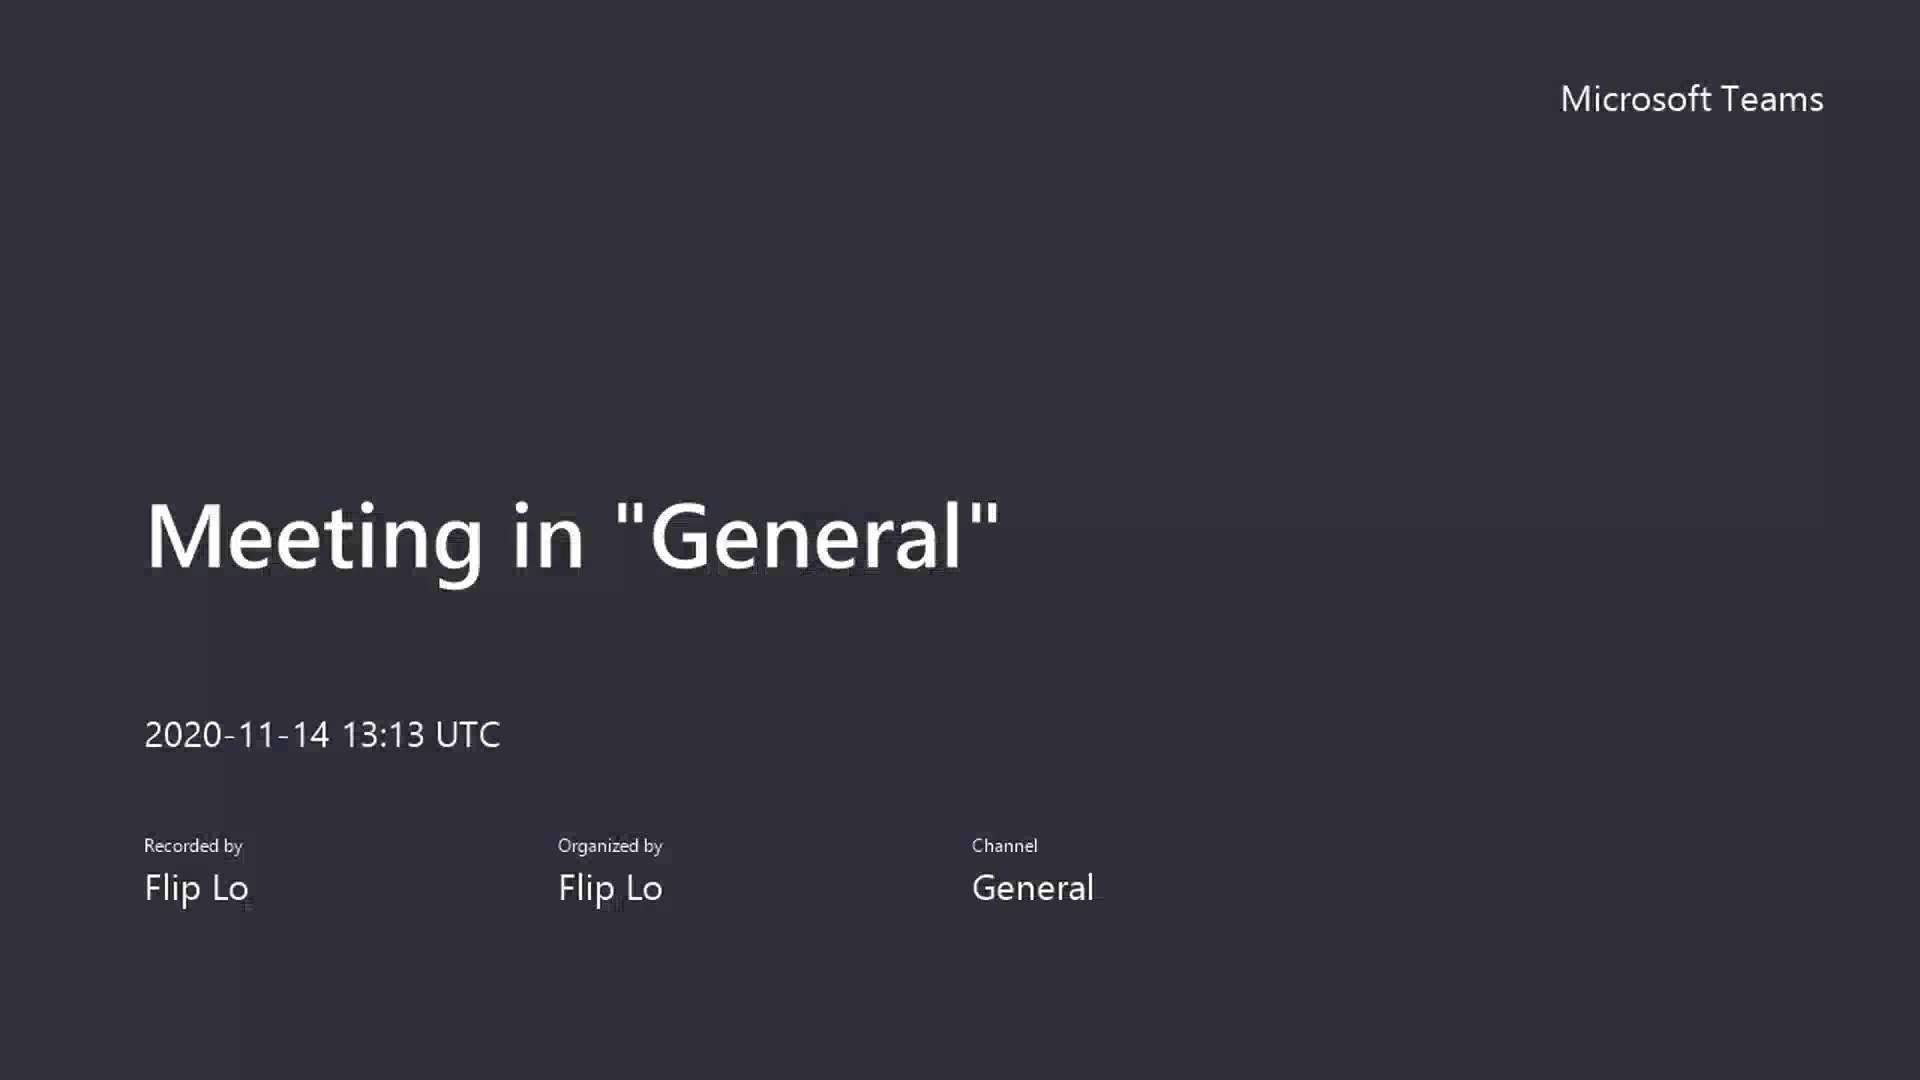 Microsoft Teams
Meeting in "General"
2020-11-14 13:13 UTC
Recorded by
Flip Lo
Organized by
Flip Lo
Channel
General